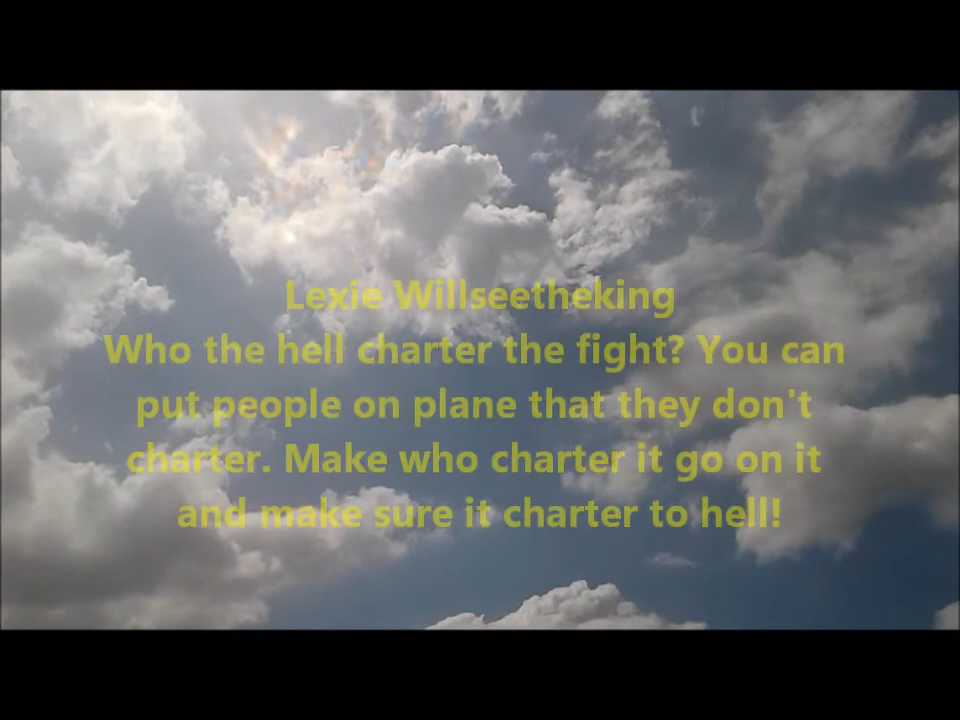 Lexie Willseetheking
Who the hell charter the fight? You can
put people on plane that they don't
charter. Make who charter it go on it
and make sure it charter to hell!